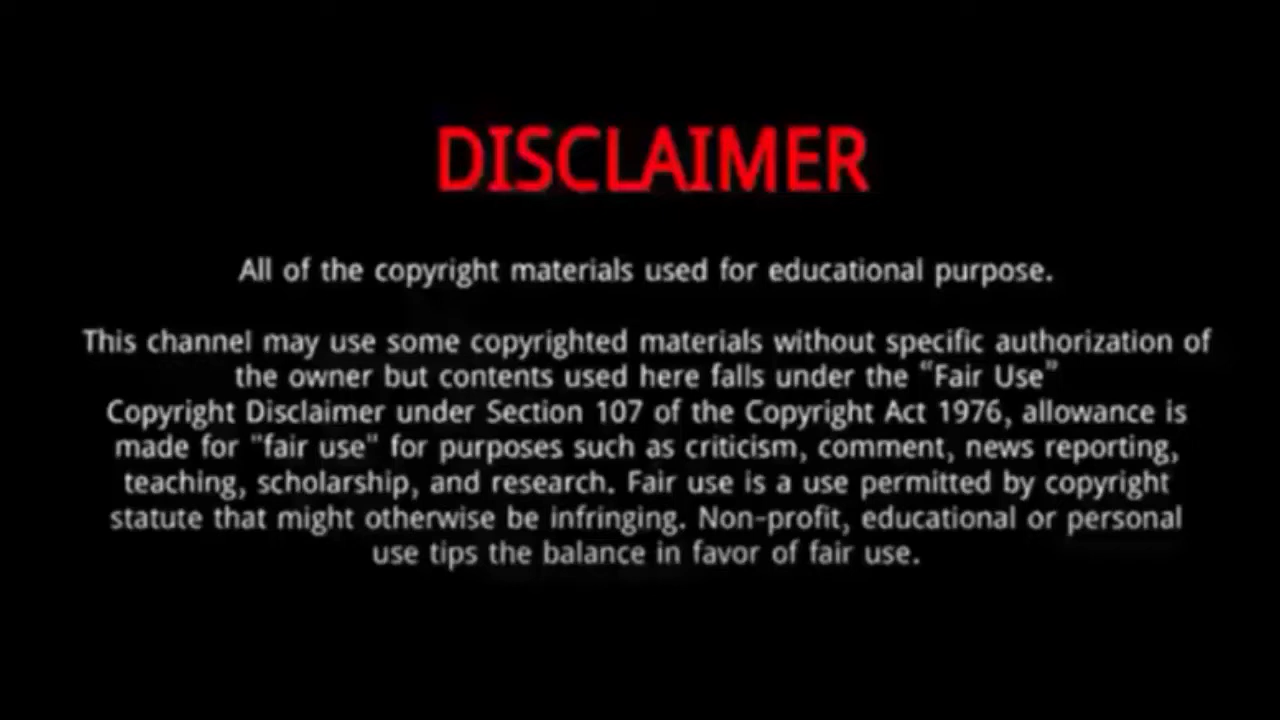 DISCLAIMER
All of the copyright materials used for educational purpose.
This channel may use some copyrighted materials without specific authorization of
the owner but contents used here falls under the “Fair Use”
Copyright Disclaimer under Section 107 of the Copyright Act 1976, allowance is
made for "fair use" for purposes such as criticism, comment, news reporting,
teaching, scholarship, and research. Fair use is a use permitted by copyright
statute that might otherwise be infringing. Non-profit, educational or personal
use tips the balance in favor of fair use.